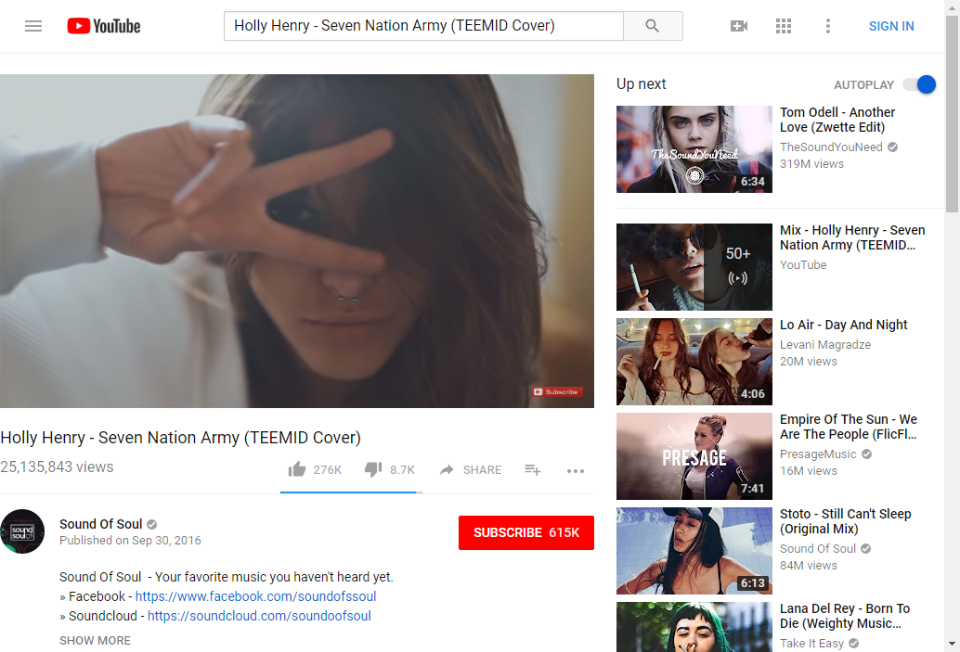 YouTube
Holly Henry - Seven Nation Army (TEEMID Cover)
SIGN IN
Subscribe
Holly Henry - Seven Nation Army (TEEMID Cover)
25,135,843 views
276K
8.7K
SHARE
sound of soul
Sound Of Soul
Published on Sep 30, 2016
SUBSCRIBE 615K
Sound Of Soul - Your favorite music you haven't heard yet.
» Facebook - https://www.facebook.com/soundofssoul
» Soundcloud - https://soundcloud.com/soundoofsoul
SHOW MORE
Up next
AUTOPLAY
TheSoundYouNeed
6:34
Tom Odell - Another
Love (Zwette Edit)
TheSoundYouNeed
319M views
50+
Mix - Holly Henry - Seven
Nation Army (TEEMID…
YouTube
4:06
Lo Air - Day And Night
Levani Magradze
20M views
PRESAGE
7:41
Empire Of The Sun - We
Are The People (FlicFl…
PresageMusic
16M views
6:13
Stoto - Still Can't Sleep
(Original Mix)
Sound Of Soul
84M views
Lana Del Rey - Born To
Die (Weighty Music…
Take It Easy